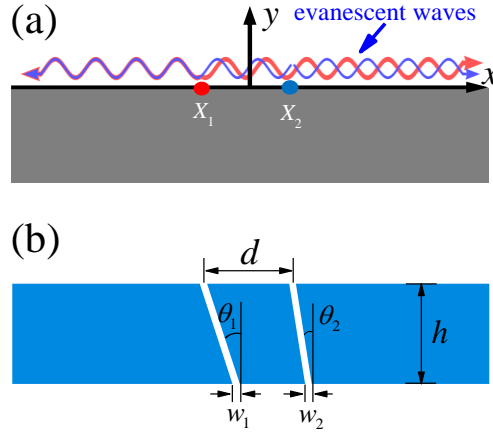 (a)
y
evanescent waves
x
X₁
X₂
(b)
d
θ₁
θ₂
h
w₁
w₂